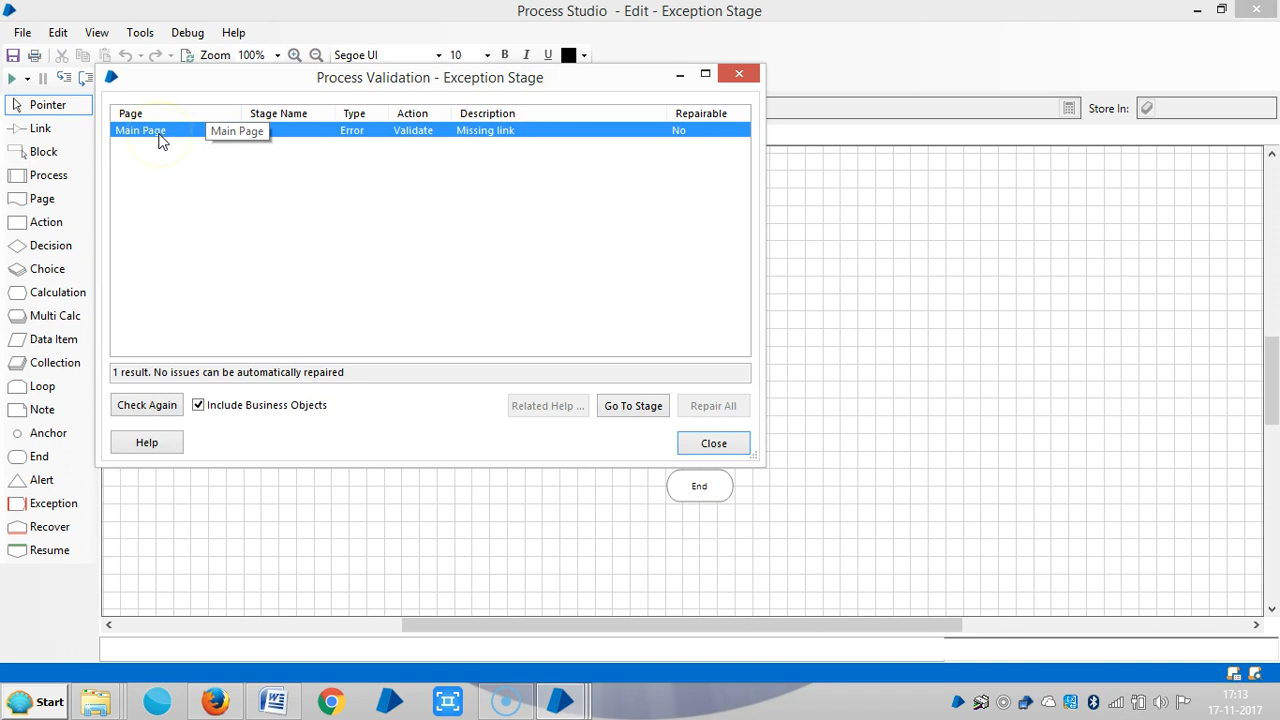 Process Studio - Edit - Exception Stage
File Edit View Tools Debug Help
Zoom 100% Segoe UI 10 B I U
Process Validation - Exception Stage
Pointer
Link
Block
Process
Page
Action
Decision
Choice
Calculation
Multi Calc
Data Item
Collection
Loop
Note
Anchor
End
Alert
Exception
Recover
Resume
Page Stage Name Type Action Description Repairable
Main Page Error Validate Missing link No
Main Page
1 result. No issues can be automatically repaired
Check Again Include Business Objects Related Help ... Go To Stage Repair All
Help Close
Store In:
End
Start
17:13
17-11-2017